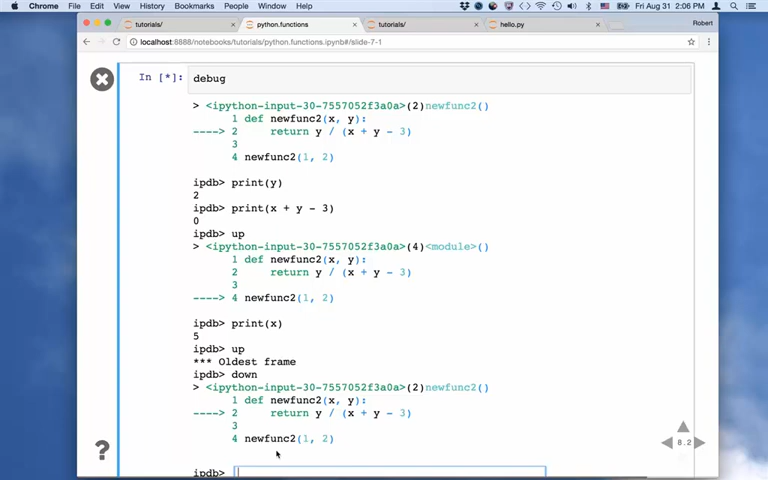 Chrome File Edit View History Bookmarks People Window Help Fri Aug 31 2:06 PM
tutorials/ python.functions tutorials/ hello.py Robert
localhost:8888/notebooks/tutorials/python.functions.ipynb#/slide-7-1
In [*]: debug
> <ipython-input-30-7557052f3a0a>(2)newfunc2()
1 def newfunc2(x, y):
----> 2 return y / (x + y - 3)
3
4 newfunc2(1, 2)
ipdb> print(y)
2
ipdb> print(x + y - 3)
0
ipdb> up
> <ipython-input-30-7557052f3a0a>(4)<module>()
1 def newfunc2(x, y):
2 return y / (x + y - 3)
3
----> 4 newfunc2(1, 2)
ipdb> print(x)
5
ipdb> up
*** Oldest frame
ipdb> down
> <ipython-input-30-7557052f3a0a>(2)newfunc2()
1 def newfunc2(x, y):
----> 2 return y / (x + y - 3)
3
4 newfunc2(1, 2)
8.2
ipdb>